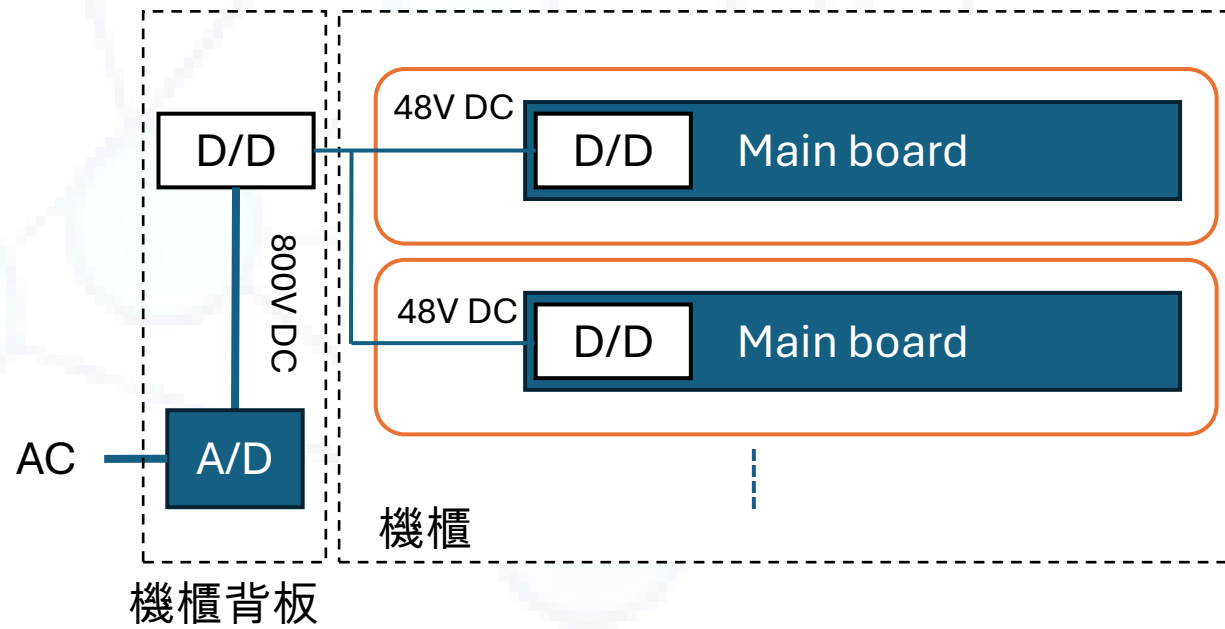 48V DC
D/D
D/D
Main board
800V DC
48V DC
D/D
Main board
AC
A/D
機櫃
機櫃背板